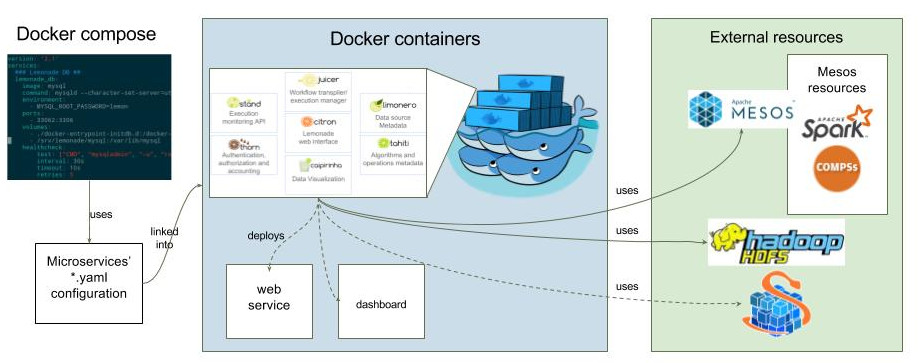 Docker compose
version: '2.1'
services:
### Lemonade DB ##
lemonade_db:
image: mysql
command: mysqld --character-set-server=ut
environment:
- MYSQL_ROOT_PASSWORD=lemon
ports:
- 33062:3306
volumes:
- ./docker-entrypoint-initdb.d:/docker-
- /srv/lemonade/mysql:/var/lib/mysql
healthcheck:
test: ["CMD", "mysqladmin", "-u",
interval: 30s
timeout: 10s
retries: 5
uses
Microservices'
*.yaml
configuration
linked
into
Docker containers
juicer
Workflow transpiler/
execution manager
stand
Execution
monitoring API
limonero
Data source
Metadata
citron
Lemonade
web interface
thorn
Authentication,
authorization and
accounting
tahiti
Algorithms and
operations metadata
caipirinha
Data Visualization
deploys
web
service
dashboard
uses
uses
uses
External resources
Mesos
resources
Apache
MESOS
APACHE
Spark
COMPSs
hadoop
HDFS